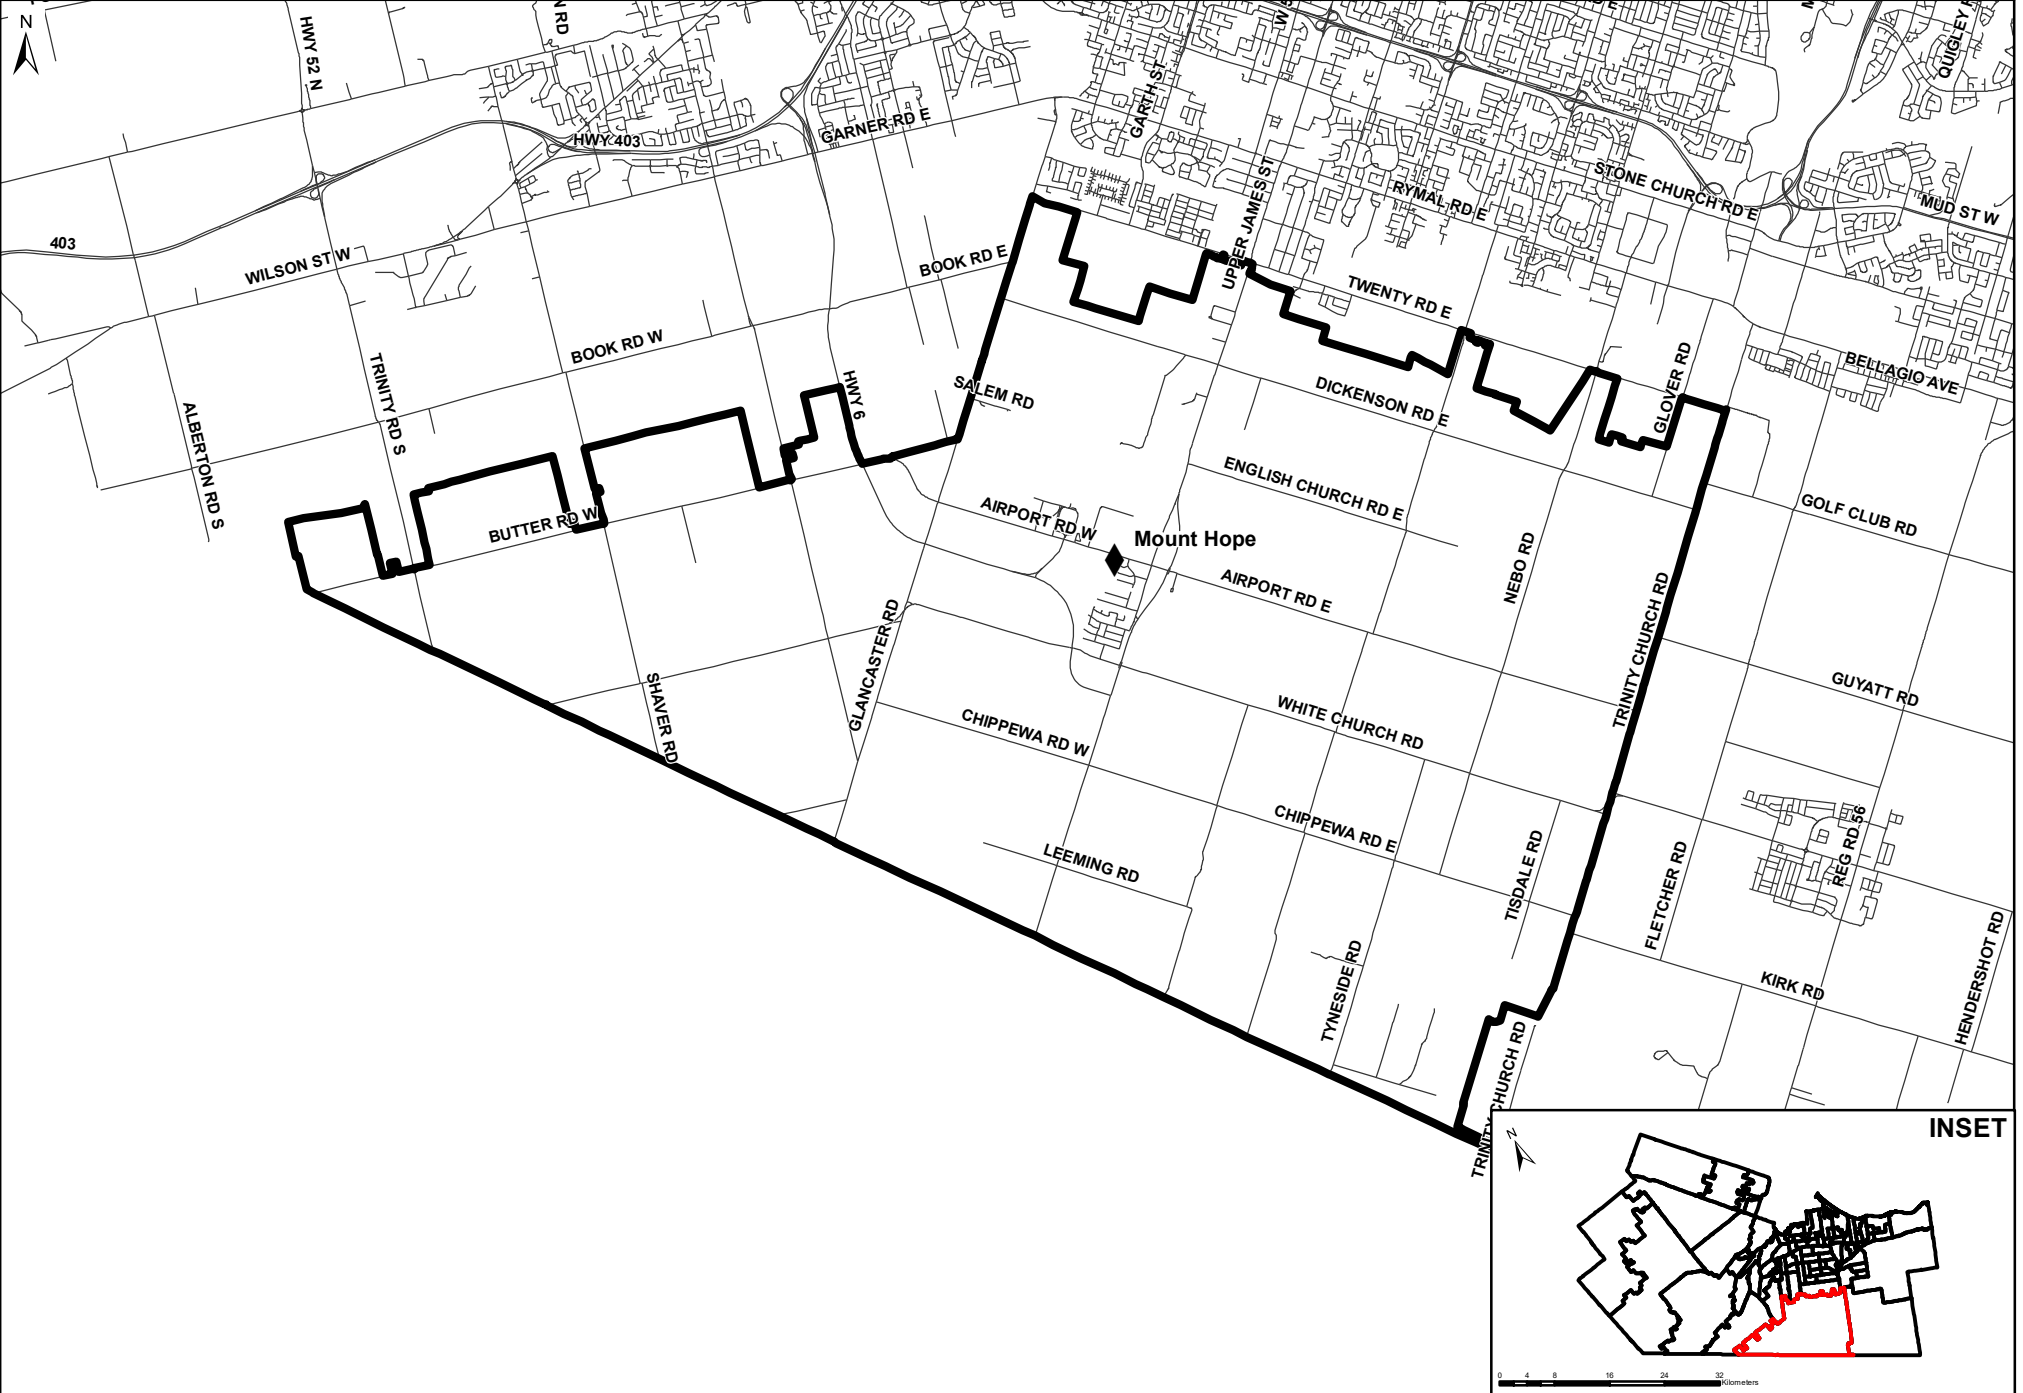 N
HWY 52 N
N RD
W 5
QUIGLEY R
GARTH ST
HWY 403
GARNER RD E
STONE CHURCH RD E
RYMAL RD E
MUD ST W
403
WILSON ST W
BOOK RD E
UPPER JAMES ST
TWENTY RD E
BOOK RD W
TRINITY RD S
HWY 6
SALEM RD
DICKENSON RD E
GLOVER RD
BELLAGIO AVE
ALBERTON RD S
BUTTER RD W
ENGLISH CHURCH RD E
AIRPORT RD W
Mount Hope
GOLF CLUB RD
NEBO RD
AIRPORT RD E
TRINITY CHURCH RD
GLANCASTER RD
SHAVER RD
GUYATT RD
CHIPPEWA RD W
WHITE CHURCH RD
CHIPPEWA RD E
LEEMING RD
TISDALE RD
FLETCHER RD
REG RD 56
TYNESIDE RD
KIRK RD
HENDERSHOT RD
TRINITY CHURCH RD
INSET
N
0 4 8 16 24 32
Kilometers